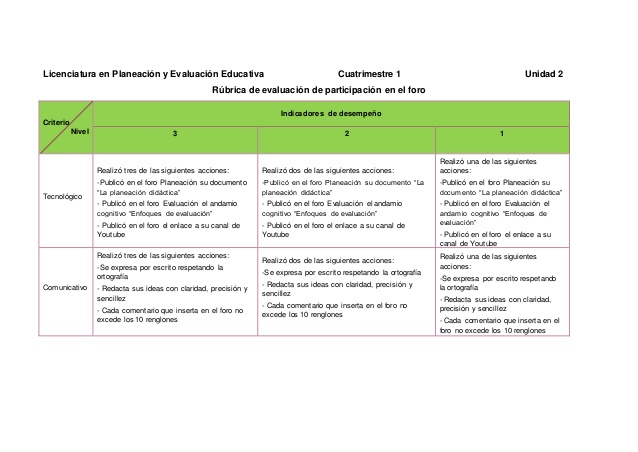 Licenciatura en Planeación y Evaluación Educativa Cuatrimestre 1 Unidad 2
Rúbrica de evaluación de participación en el foro
Criterio
Nivel
Indicadores de desempeño
3 2 1
Tecnológico
Realizó tres de las siguientes acciones:
-Publicó en el foro Planeación su documento
"La planeación didáctica"
- Publicó en el foro Evaluación el andamio
cognitivo "Enfoques de evaluación"
- Publicó en el foro el enlace a su canal de
Youtube
Realizó dos de las siguientes acciones:
-Publicó en el foro Planeación su documento "La
planeación didáctica"
- Publicó en el foro Evaluación el andamio
cognitivo "Enfoques de evaluación"
- Publicó en el foro el enlace a su canal de
Youtube
Realizó una de las siguientes
acciones:
-Publicó en el foro Planeación su
documento "La planeación didáctica"
- Publicó en el foro Evaluación el
andamio cognitivo "Enfoques de
evaluación"
- Publicó en el foro el enlace a su
canal de Youtube
Comunicativo
Realizó tres de las siguientes acciones:
-Se expresa por escrito respetando la
ortografía
- Redacta sus ideas con claridad, precisión y
sencillez
- Cada comentario que inserta en el foro no
excede los 10 renglones
Realizó dos de las siguientes acciones:
-Se expresa por escrito respetando la ortografía
- Redacta sus ideas con claridad, precisión y
sencillez
- Cada comentario que inserta en el foro no
excede los 10 renglones
Realizó una de las siguientes
acciones:
-Se expresa por escrito respetando
la ortografía
- Redacta sus ideas con claridad,
precisión y sencillez
- Cada comentario que inserta en el
foro no excede los 10 renglones